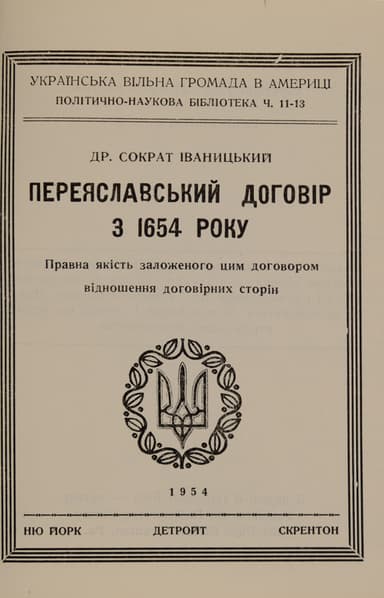 УКРАЇНСЬКА ВІЛЬНА ГРОМАДА В АМЕРИЦІ
ПОЛІТИЧНО-НАУКОВА БІБЛІОТЕКА Ч. 11-13
ДР. СОКРАТ ІВАНИЦЬКИЙ
ПЕРЕЯСЛАВСЬКИЙ ДОГОВІР
З 1654 РОКУ
Правна якість заложеного цим договором
відношення договірних сторін
1954
НЮ ЙОРК ДЕТРОЙТ СКРЕНТОН